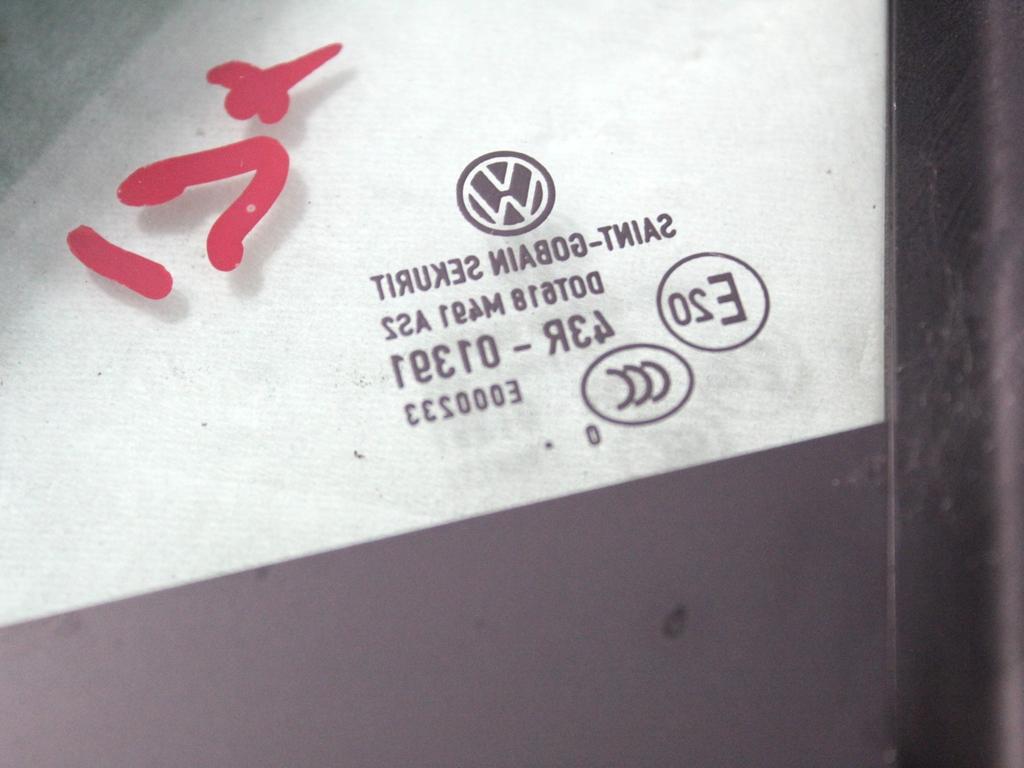 SAINT-GOBAIN SEKURIT
DOT618 M491 AS2
43R - 01391
E000233
E20
CCC
0 .